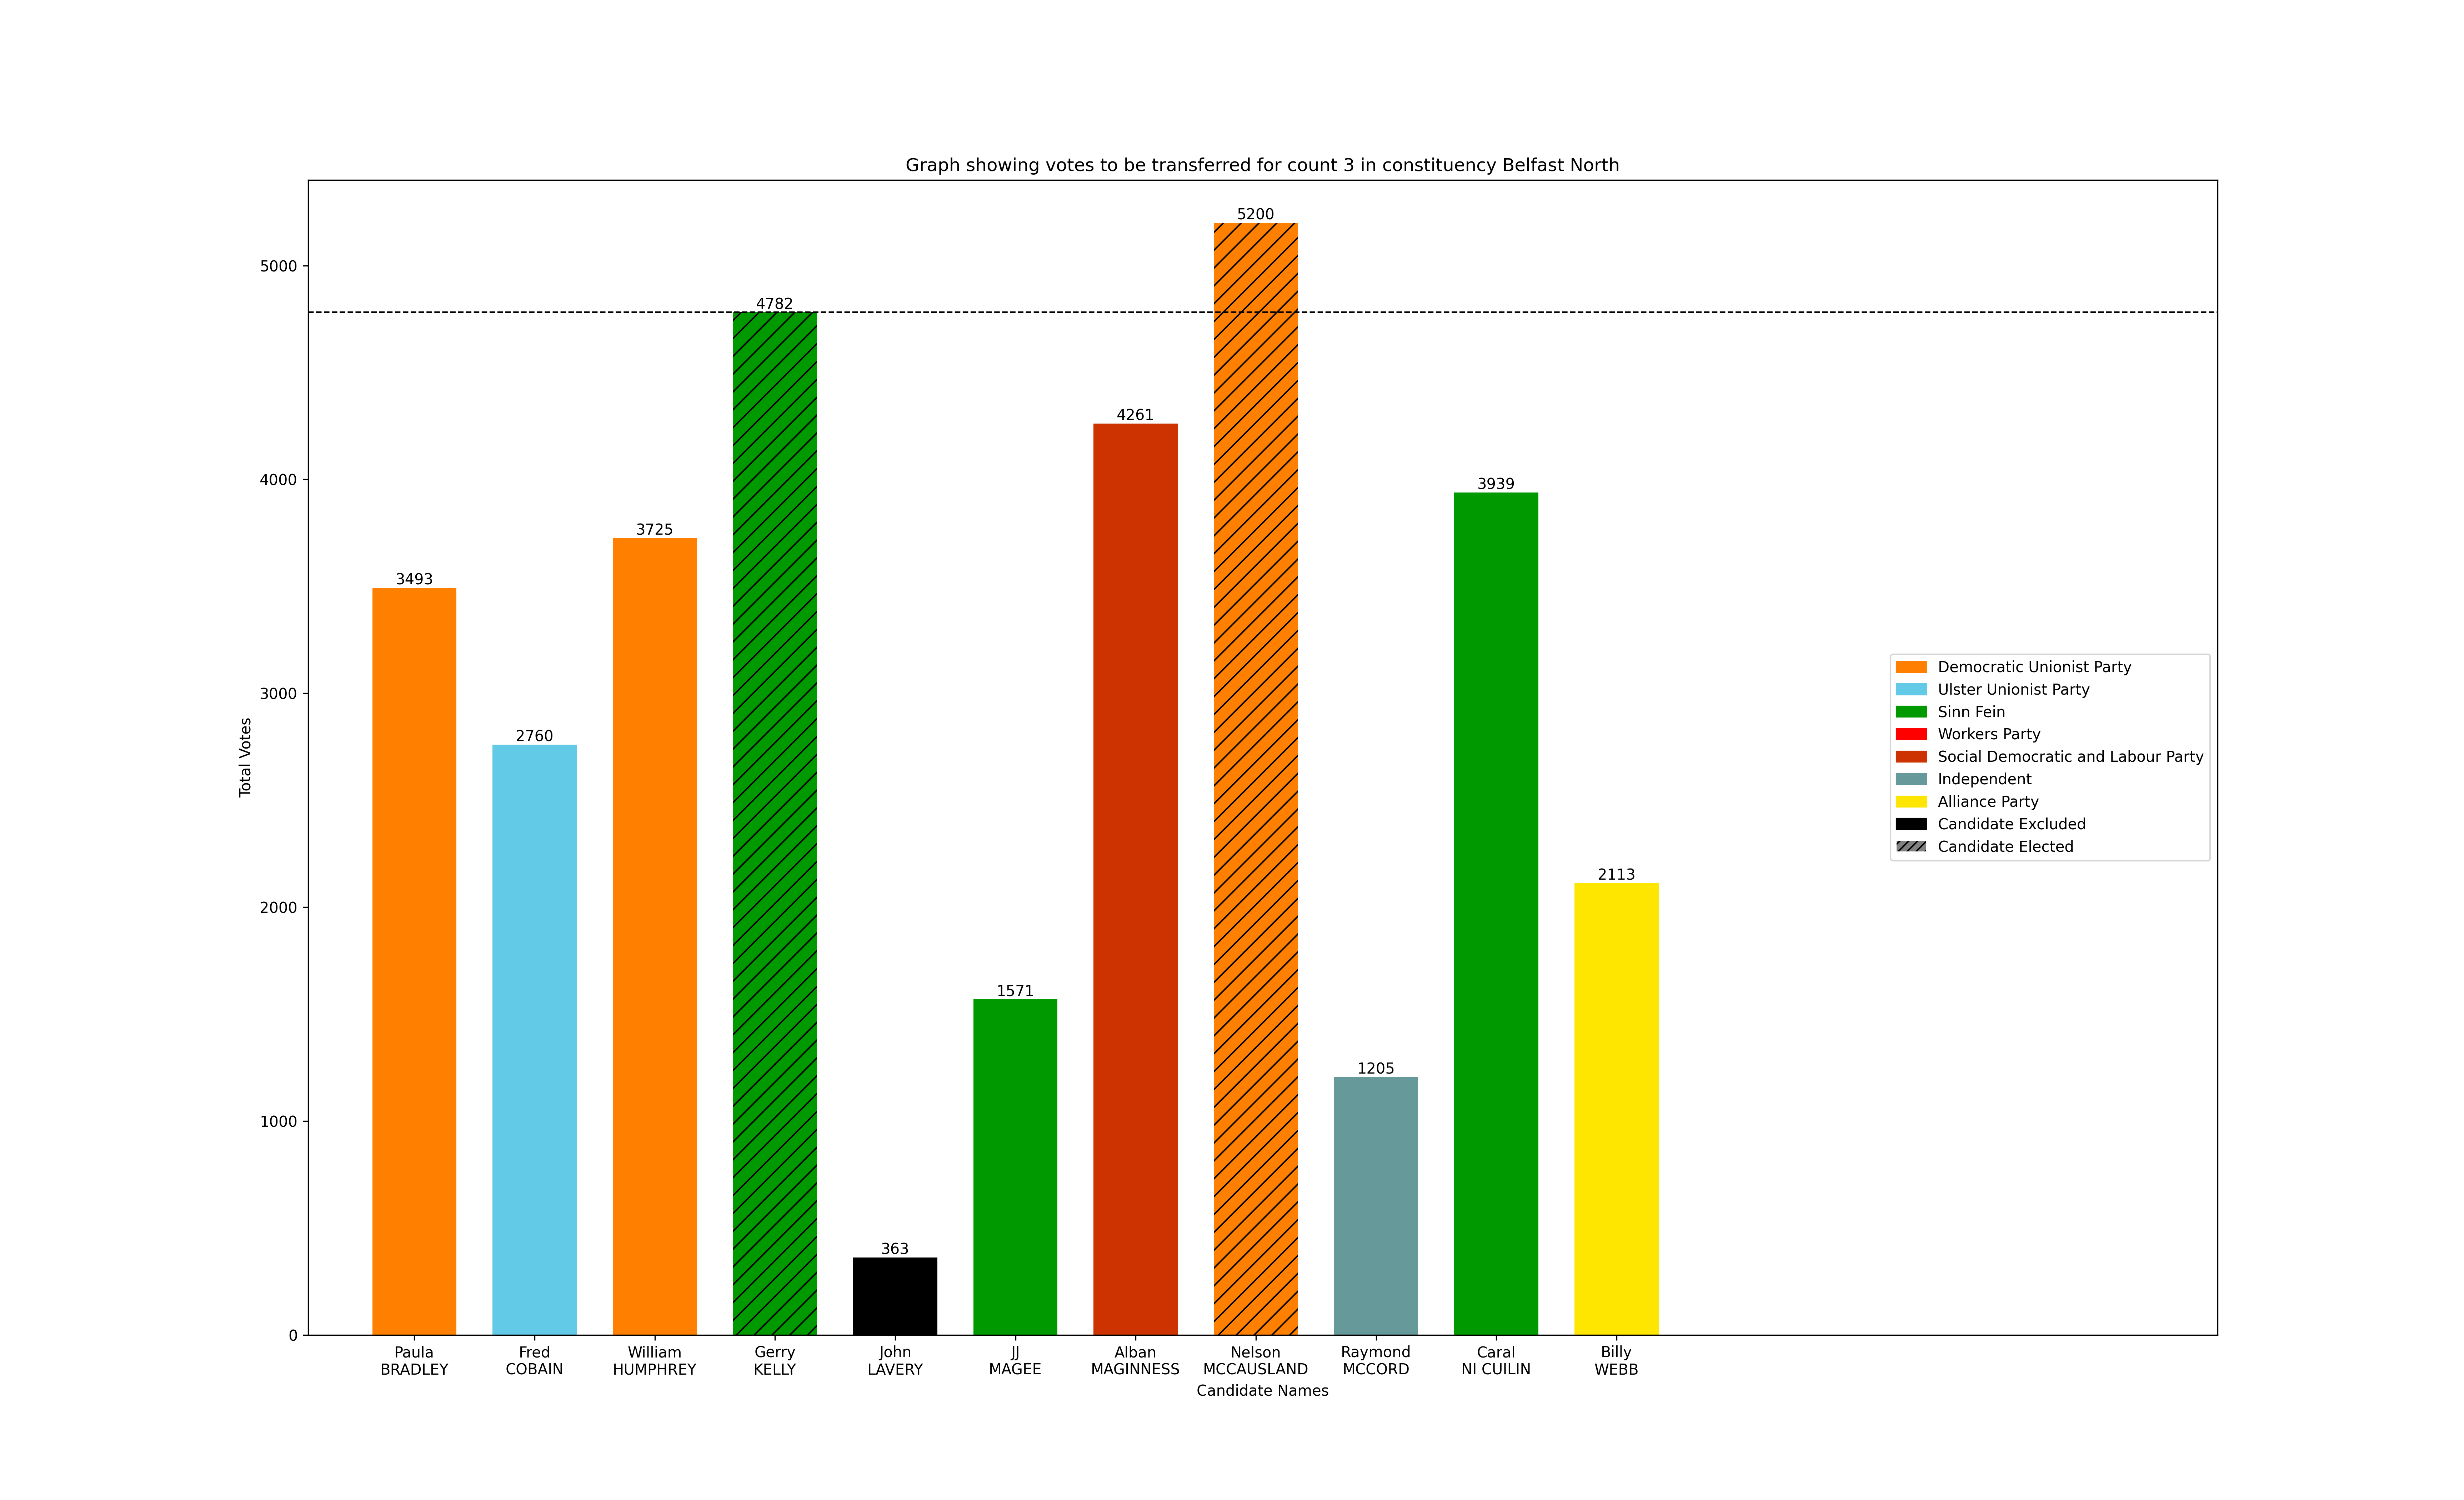 Graph showing votes to be transferred for count 3 in constituency Belfast North
Total Votes
5000
4000
3000
2000
1000
0
3493
2760
3725
4782
363
1571
4261
5200
1205
3939
2113
Democratic Unionist Party
Ulster Unionist Party
Sinn Fein
Workers Party
Social Democratic and Labour Party
Independent
Alliance Party
Candidate Excluded
Candidate Elected
Paula
BRADLEY
Fred
COBAIN
William
HUMPHREY
Gerry
KELLY
John
LAVERY
JJ
MAGEE
Alban
MAGINNESS
Nelson
MCCAUSLAND
Raymond
MCCORD
Caral
NI CUILIN
Billy
WEBB
Candidate Names